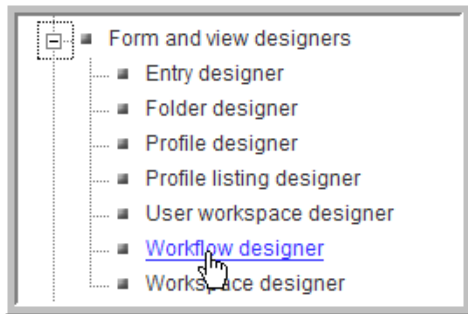 Form and view designers
Entry designer
Folder designer
Profile designer
Profile listing designer
User workspace designer
Workflow designer
Workspace designer